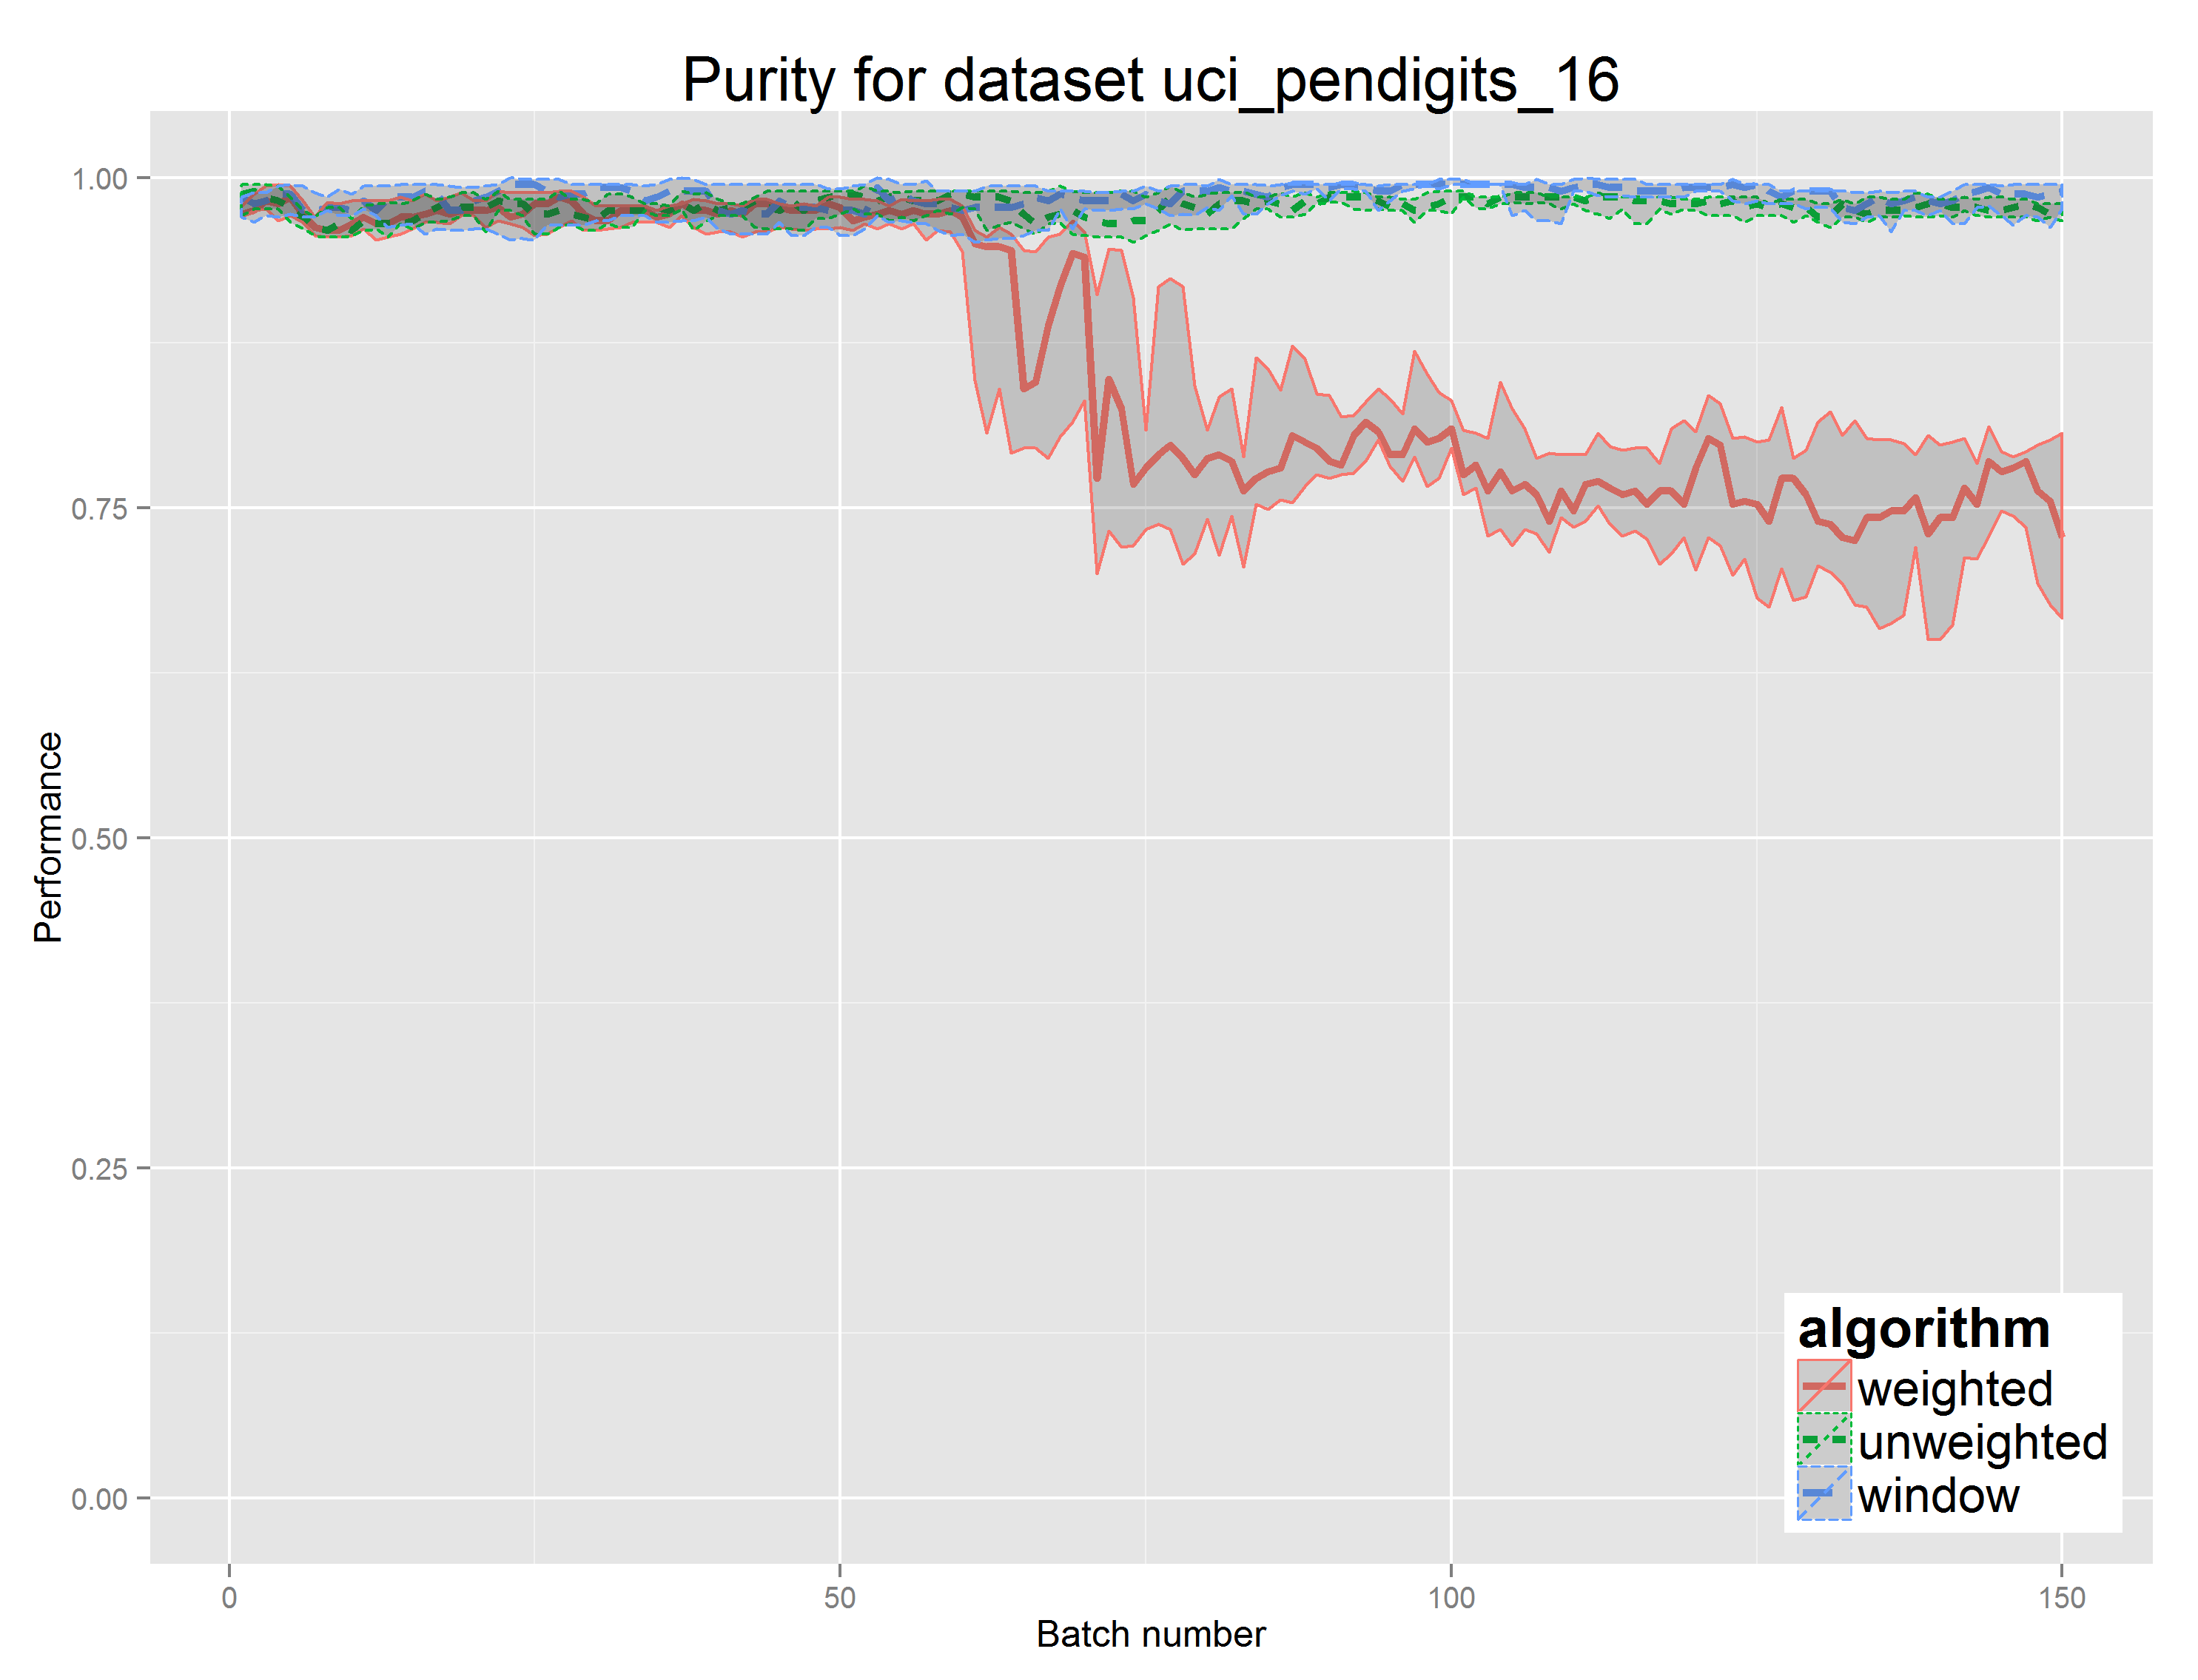 Purity for dataset uci_pendigits_16
1.00
0.75
0.50
0.25
0.00
Performance
0
50
100
150
Batch number
algorithm
weighted
unweighted
window